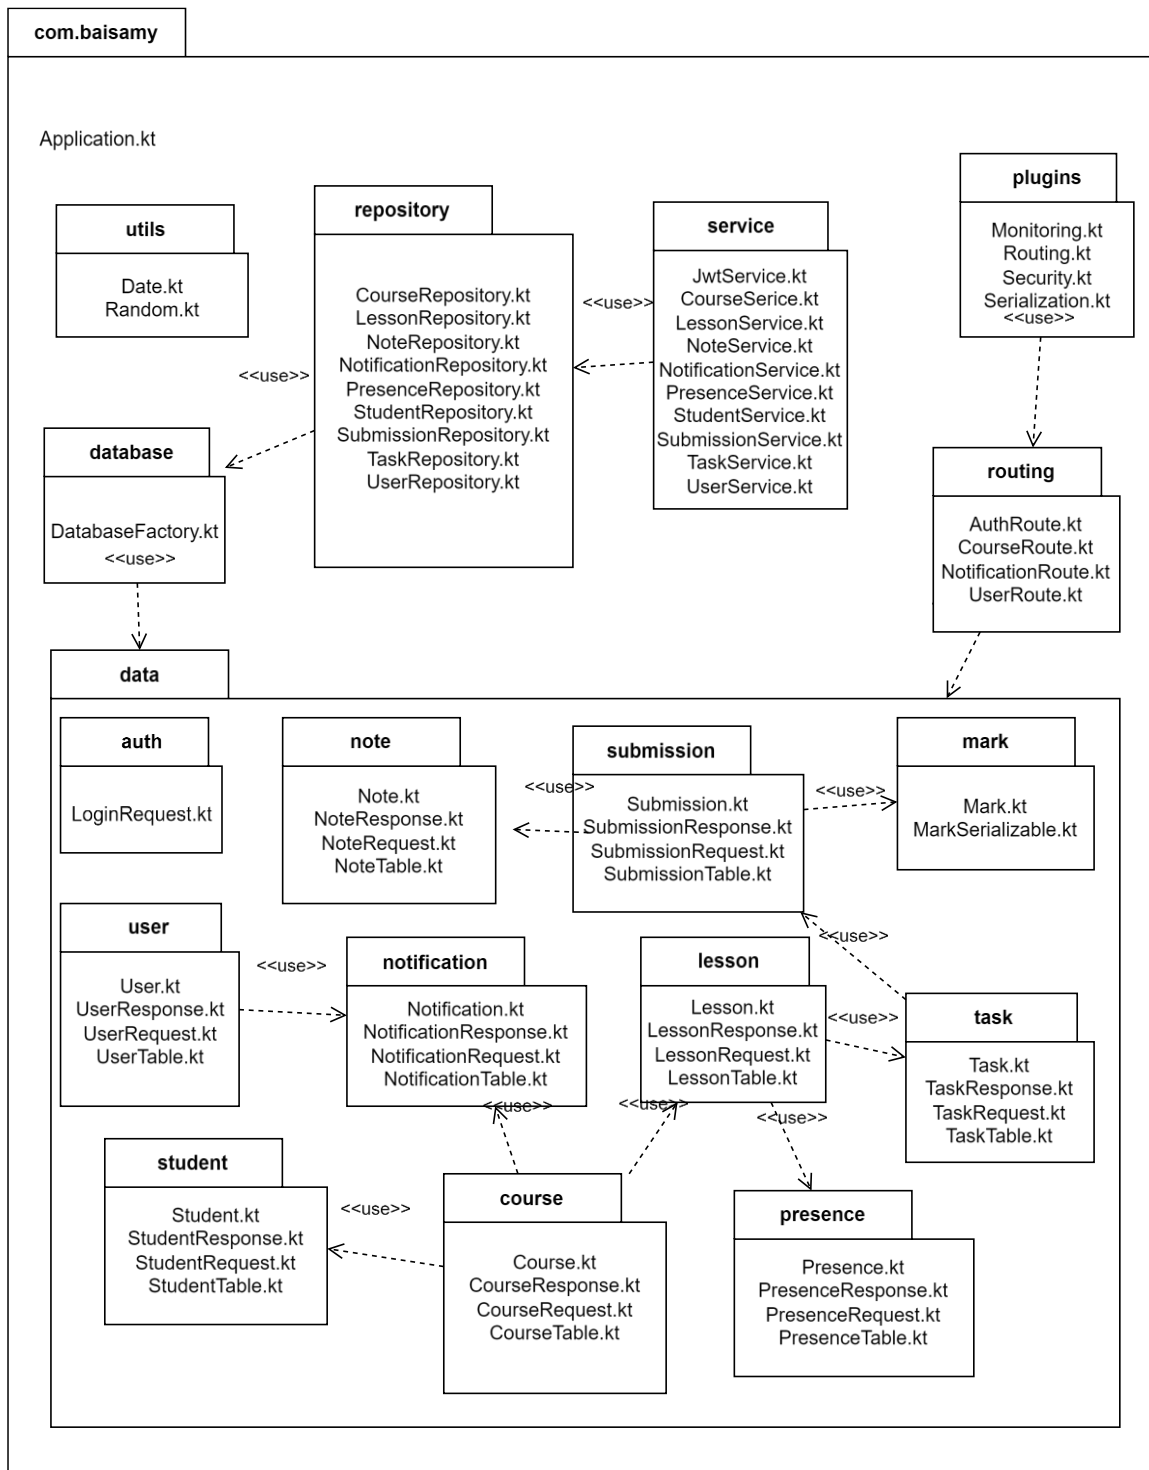 com.baisamy
Application.kt
utils
Date.kt
Random.kt
repository
CourseRepository.kt
LessonRepository.kt
NoteRepository.kt
NotificationRepository.kt
PresenceRepository.kt
StudentRepository.kt
SubmissionRepository.kt
TaskRepository.kt
UserRepository.kt
<<use>>
service
JwtService.kt
CourseSerice.kt
LessonService.kt
NoteService.kt
NotificationService.kt
PresenceService.kt
StudentService.kt
SubmissionService.kt
TaskService.kt
UserService.kt
plugins
Monitoring.kt
Routing.kt
Security.kt
Serialization.kt
<<use>>
<<use>>
database
DatabaseFactory.kt
<<use>>
routing
AuthRoute.kt
CourseRoute.kt
NotificationRoute.kt
UserRoute.kt
data
auth
LoginRequest.kt
note
Note.kt
NoteResponse.kt
NoteRequest.kt
NoteTable.kt
<<use>>
submission
Submission.kt
SubmissionResponse.kt
SubmissionRequest.kt
SubmissionTable.kt
<<use>>
mark
Mark.kt
MarkSerializable.kt
user
User.kt
UserResponse.kt
UserRequest.kt
UserTable.kt
<<use>>
notification
Notification.kt
NotificationResponse.kt
NotificationRequest.kt
NotificationTable.kt
<<use>>
lesson
Lesson.kt
LessonResponse.kt
LessonRequest.kt
LessonTable.kt
<<use>>
<<use>>
<<use>>
<<use>>
task
Task.kt
TaskResponse.kt
TaskRequest.kt
TaskTable.kt
student
Student.kt
StudentResponse.kt
StudentRequest.kt
StudentTable.kt
<<use>>
course
Course.kt
CourseResponse.kt
CourseRequest.kt
CourseTable.kt
presence
Presence.kt
PresenceResponse.kt
PresenceRequest.kt
PresenceTable.kt